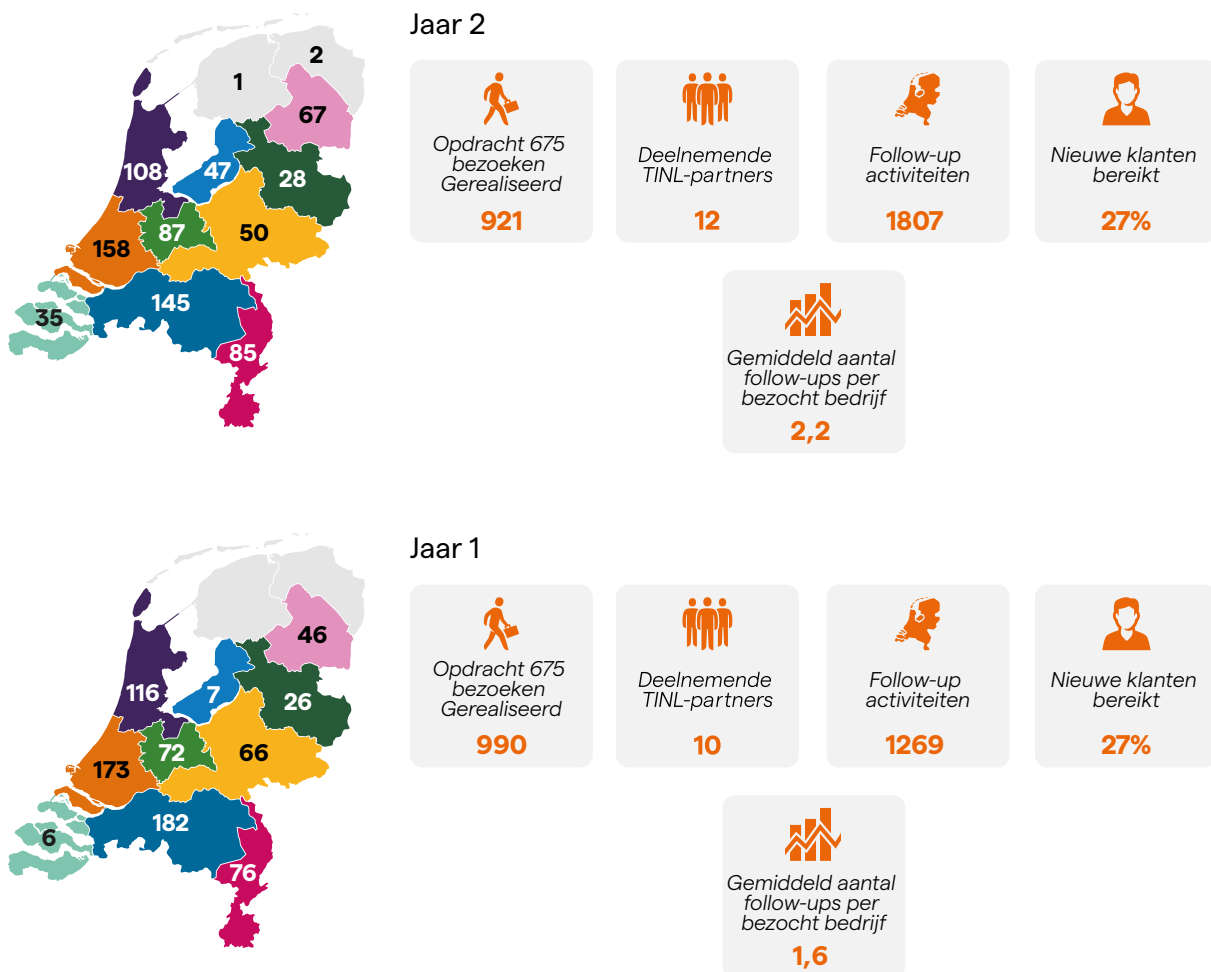 Jaar 2
1
2
67
108
47
28
87
50
158
145
35
85
Opdracht 675
bezoeken
Gerealiseerd
921
Deelnemende
TINL-partners
12
Follow-up
activiteiten
1807
Nieuwe klanten
bereikt
27%
Gemiddeld aantal
follow-ups per
bezocht bedrijf
2,2
Jaar 1
46
116
7
26
72
66
173
182
6
76
Opdracht 675
bezoeken
Gerealiseerd
990
Deelnemende
TINL-partners
10
Follow-up
activiteiten
1269
Nieuwe klanten
bereikt
27%
Gemiddeld aantal
follow-ups per
bezocht bedrijf
1,6